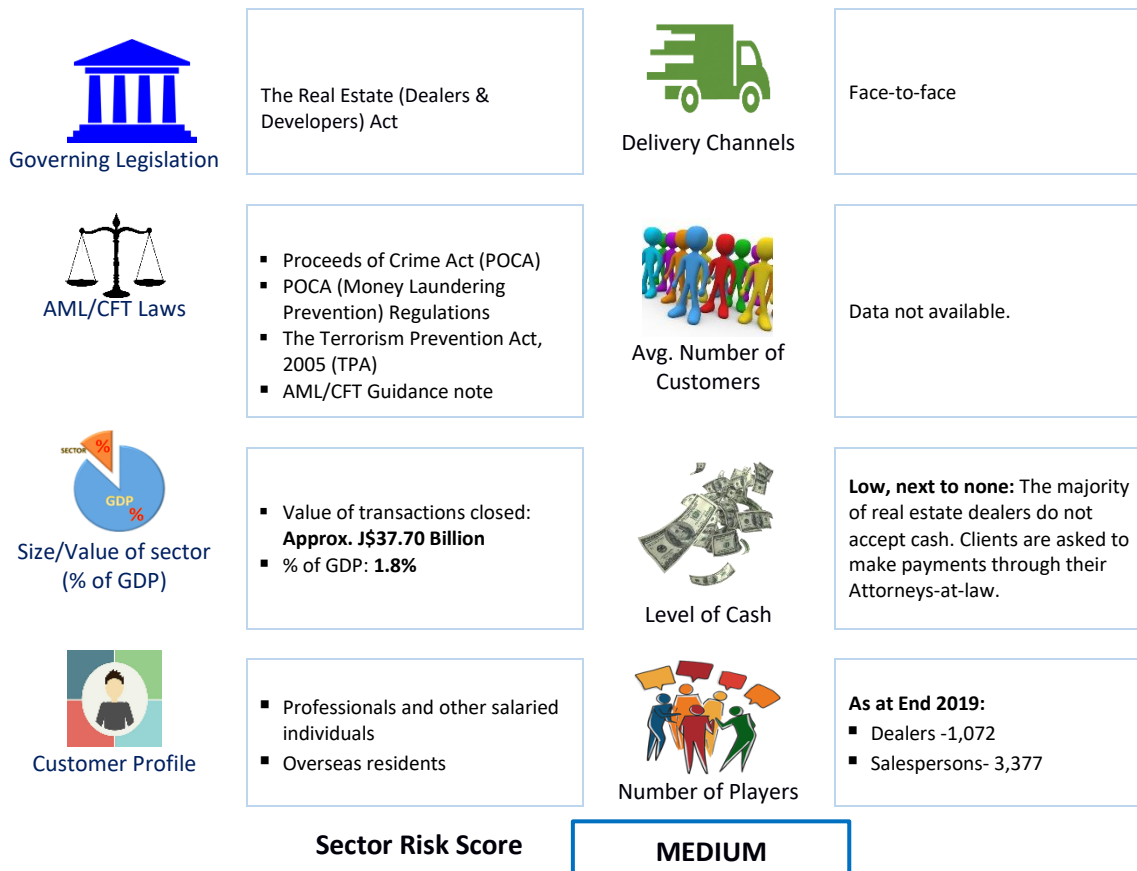 Governing Legislation
The Real Estate (Dealers &
Developers) Act
Delivery Channels
Face-to-face
AML/CFT Laws
▪ Proceeds of Crime Act (POCA)
▪ POCA (Money Laundering
Prevention) Regulations
▪ The Terrorism Prevention Act,
2005 (TPA)
▪ AML/CFT Guidance note
Avg. Number of
Customers
Data not available.
SECTOR %
GDP
%
Size/Value of sector
(% of GDP)
▪ Value of transactions closed:
Approx. J$37.70 Billion
▪ % of GDP: 1.8%
Level of Cash
Low, next to none: The majority
of real estate dealers do not
accept cash. Clients are asked to
make payments through their
Attorneys-at-law.
Customer Profile
▪ Professionals and other salaried
individuals
▪ Overseas residents
Number of Players
As at End 2019:
▪ Dealers -1,072
▪ Salespersons- 3,377
Sector Risk Score
MEDIUM